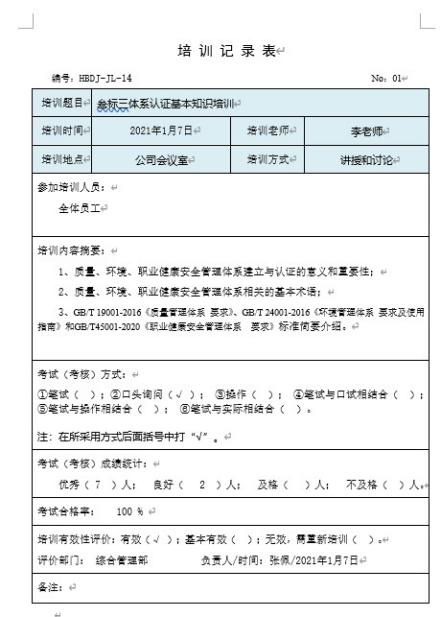 培 训 记 录 表
编号：HBDJ-JL-14 No：01
培训题目 叁标三体系认证基本知识培训
培训时间 2021年1月7日 培训老师 李老师
培训地点 公司会议室 培训方式 讲授和讨论
参加培训人员：
全体员工
培训内容摘要：
1、质量、环境、职业健康安全管理体系建立与认证的意义和重要性；
2、质量、环境、职业健康安全管理体系相关的基本术语；
3、GB/T 19001-2016《质量管理体系 要求》、GB/T 24001-2016《环境管理体系 要求及使用
指南》和GB/T45001-2020《职业健康安全管理体系 要求》标准简要介绍。
考试（考核）方式：
①笔试（ ）；②口头询问（√ ）； ③操作（ ）； ④笔试与口试相结合（ ）；
⑤笔试与操作相结合（ ）； ⑥笔试与实际相结合（ ）。
注：在所采用方式后面括号中打“√”。
考试（考核）成绩统计：
优秀（ 7 ）人； 良好（ 2 ）人； 及格（ ）人； 不及格（ ）人。
考试合格率： 100 %
培训有效性评价：有效（√ ）；基本有效（ ）；无效，需重新培训（ ）。
评价部门： 综合管理部 负责人/时间：张佩/2021年1月7日
备注：